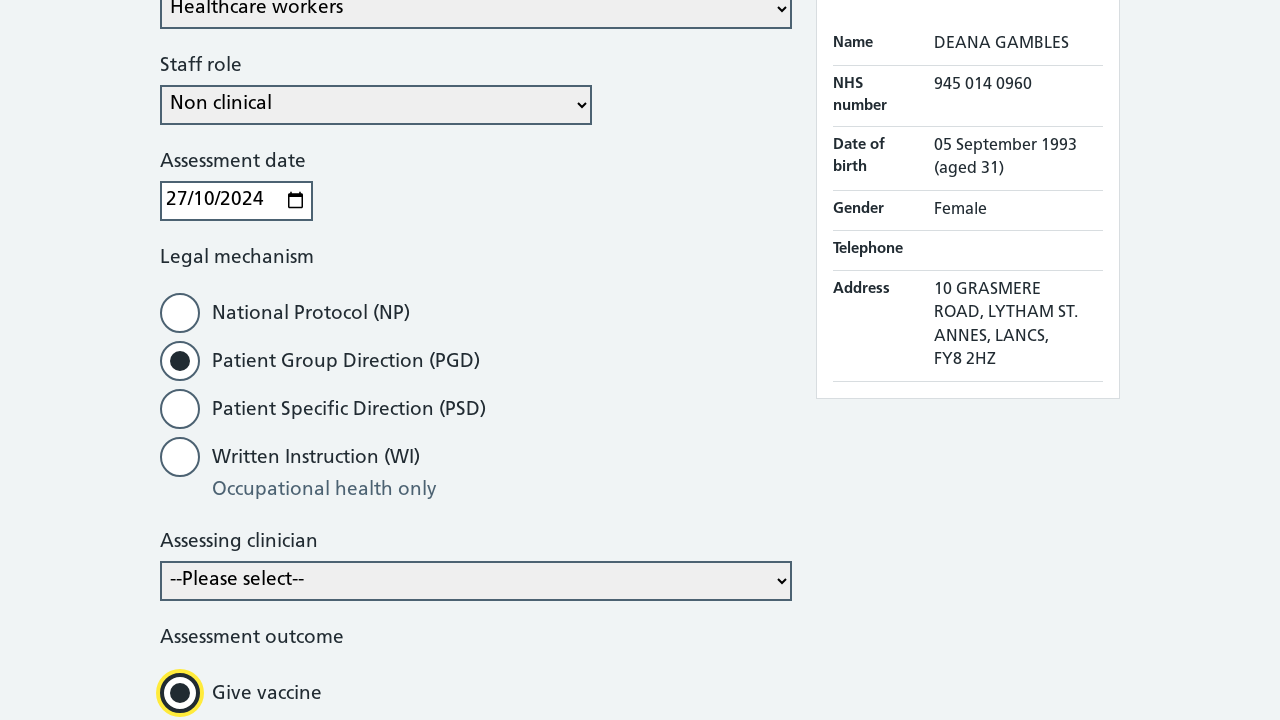 Healthcare workers
Staff role
Non clinical
Assessment date
27/10/2024
Legal mechanism
National Protocol (NP)
Patient Group Direction (PGD)
Patient Specific Direction (PSD)
Written Instruction (WI)
Occupational health only
Assessing clinician
--Please select--
Assessment outcome
Give vaccine
Name DEANA GAMBLES
NHS number 945 014 0960
Date of birth 05 September 1993 (aged 31)
Gender Female
Telephone
Address 10 GRASMERE
ROAD, LYTHAM ST.
ANNES, LANCS,
FY8 2HZ